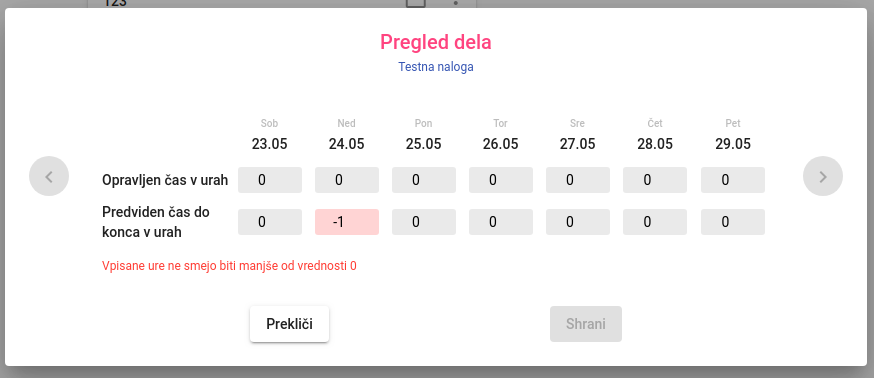 123
Pregled dela
Testna naloga
Sob Ned Pon Tor Sre Čet Pet
23.05 24.05 25.05 26.05 27.05 28.05 29.05
Opravljen čas v urah 0 0 0 0 0 0 0
Predviden čas do
konca v urah 0 -1 0 0 0 0 0
Vpisane ure ne smejo biti manjše od vrednosti 0
Prekliči Shrani